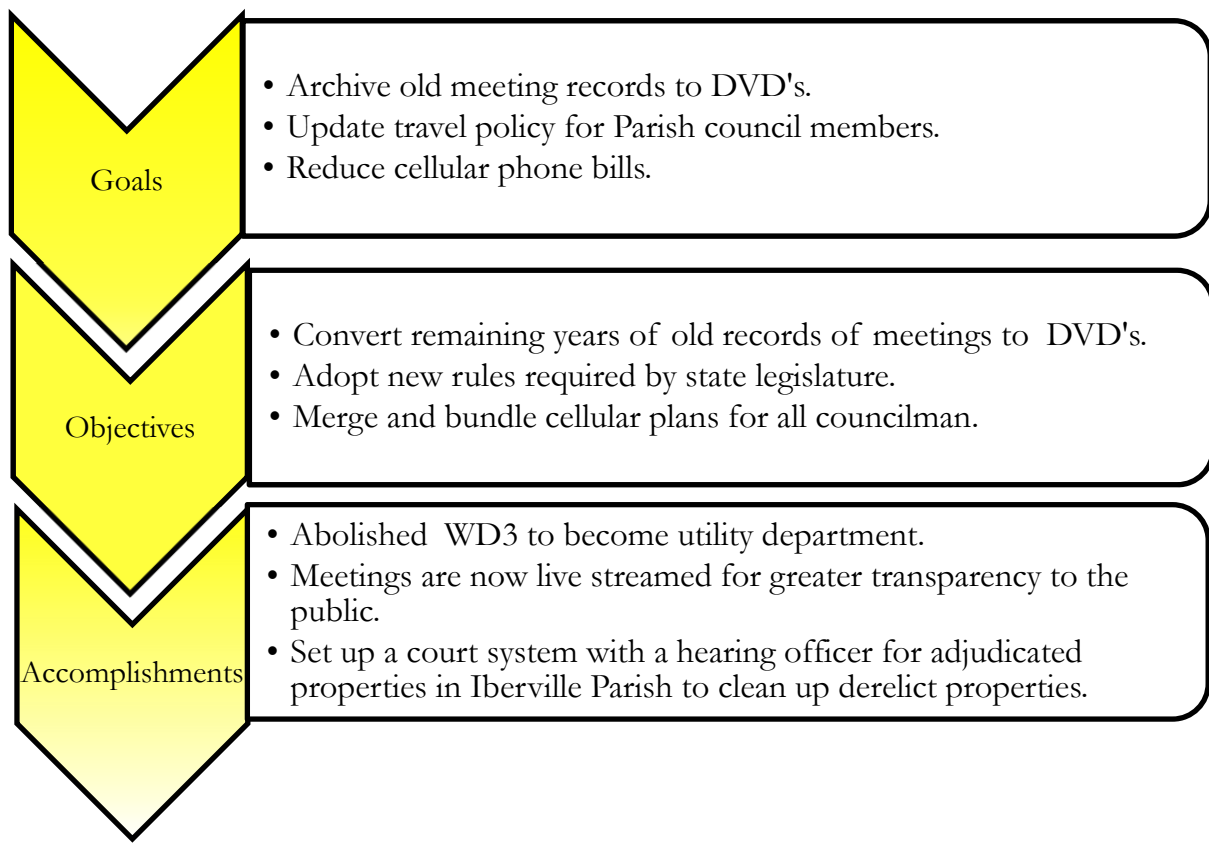 Goals
• Archive old meeting records to DVD's.
• Update travel policy for Parish council members.
• Reduce cellular phone bills.
Objectives
• Convert remaining years of old records of meetings to DVD's.
• Adopt new rules required by state legislature.
• Merge and bundle cellular plans for all councilman.
Accomplishments
• Abolished WD3 to become utility department.
• Meetings are now live streamed for greater transparency to the
public.
• Set up a court system with a hearing officer for adjudicated
properties in Iberville Parish to clean up derelict properties.